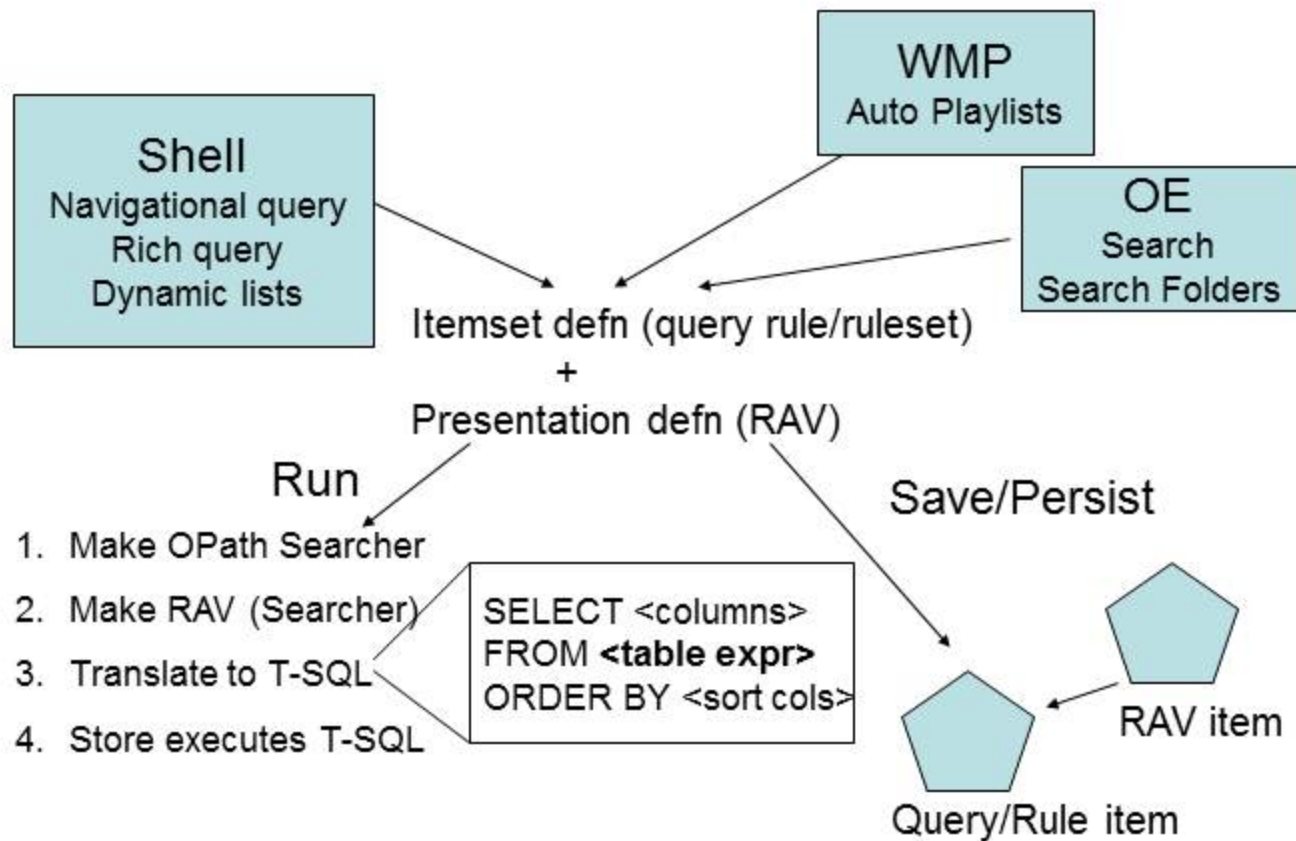 WMP
Auto Playlists
Shell
Navigational query
Rich query
Dynamic lists
OE
Search
Search Folders
Itemset defn (query rule/ruleset)
+
Presentation defn (RAV)
Run
1. Make OPath Searcher
2. Make RAV (Searcher)
3. Translate to T-SQL
4. Store executes T-SQL
SELECT <columns>
FROM <table expr>
ORDER BY <sort cols>
Save/Persist
RAV item
Query/Rule item